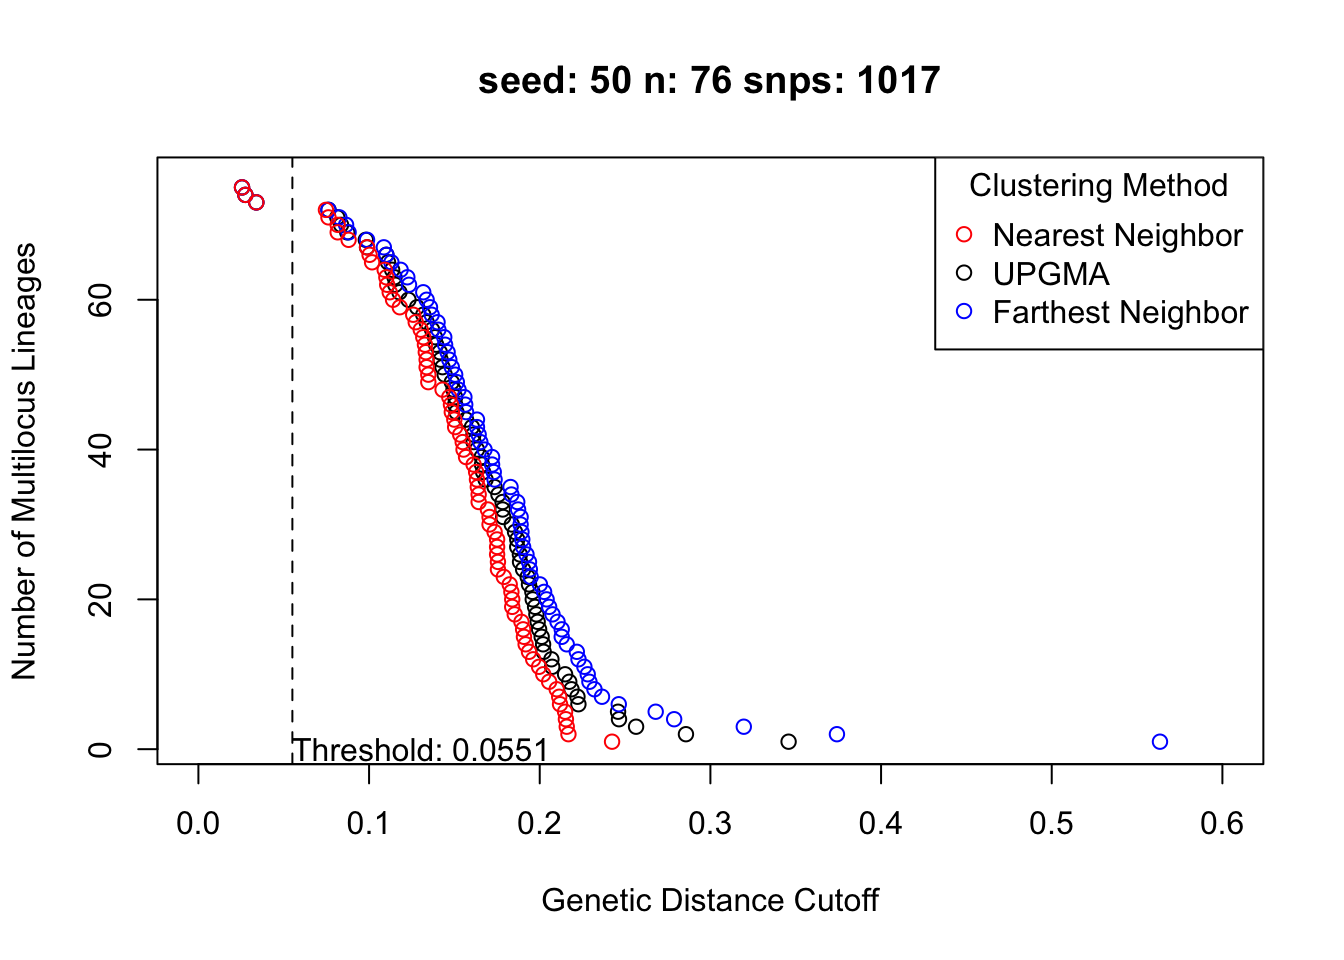 seed: 50 n: 76 snps: 1017
Clustering Method
Nearest Neighbor
UPGMA
Farthest Neighbor
Number of Multilocus Lineages
60
40
20
0
Threshold: 0.0551
0.0 0.1 0.2 0.3 0.4 0.5 0.6
Genetic Distance Cutoff